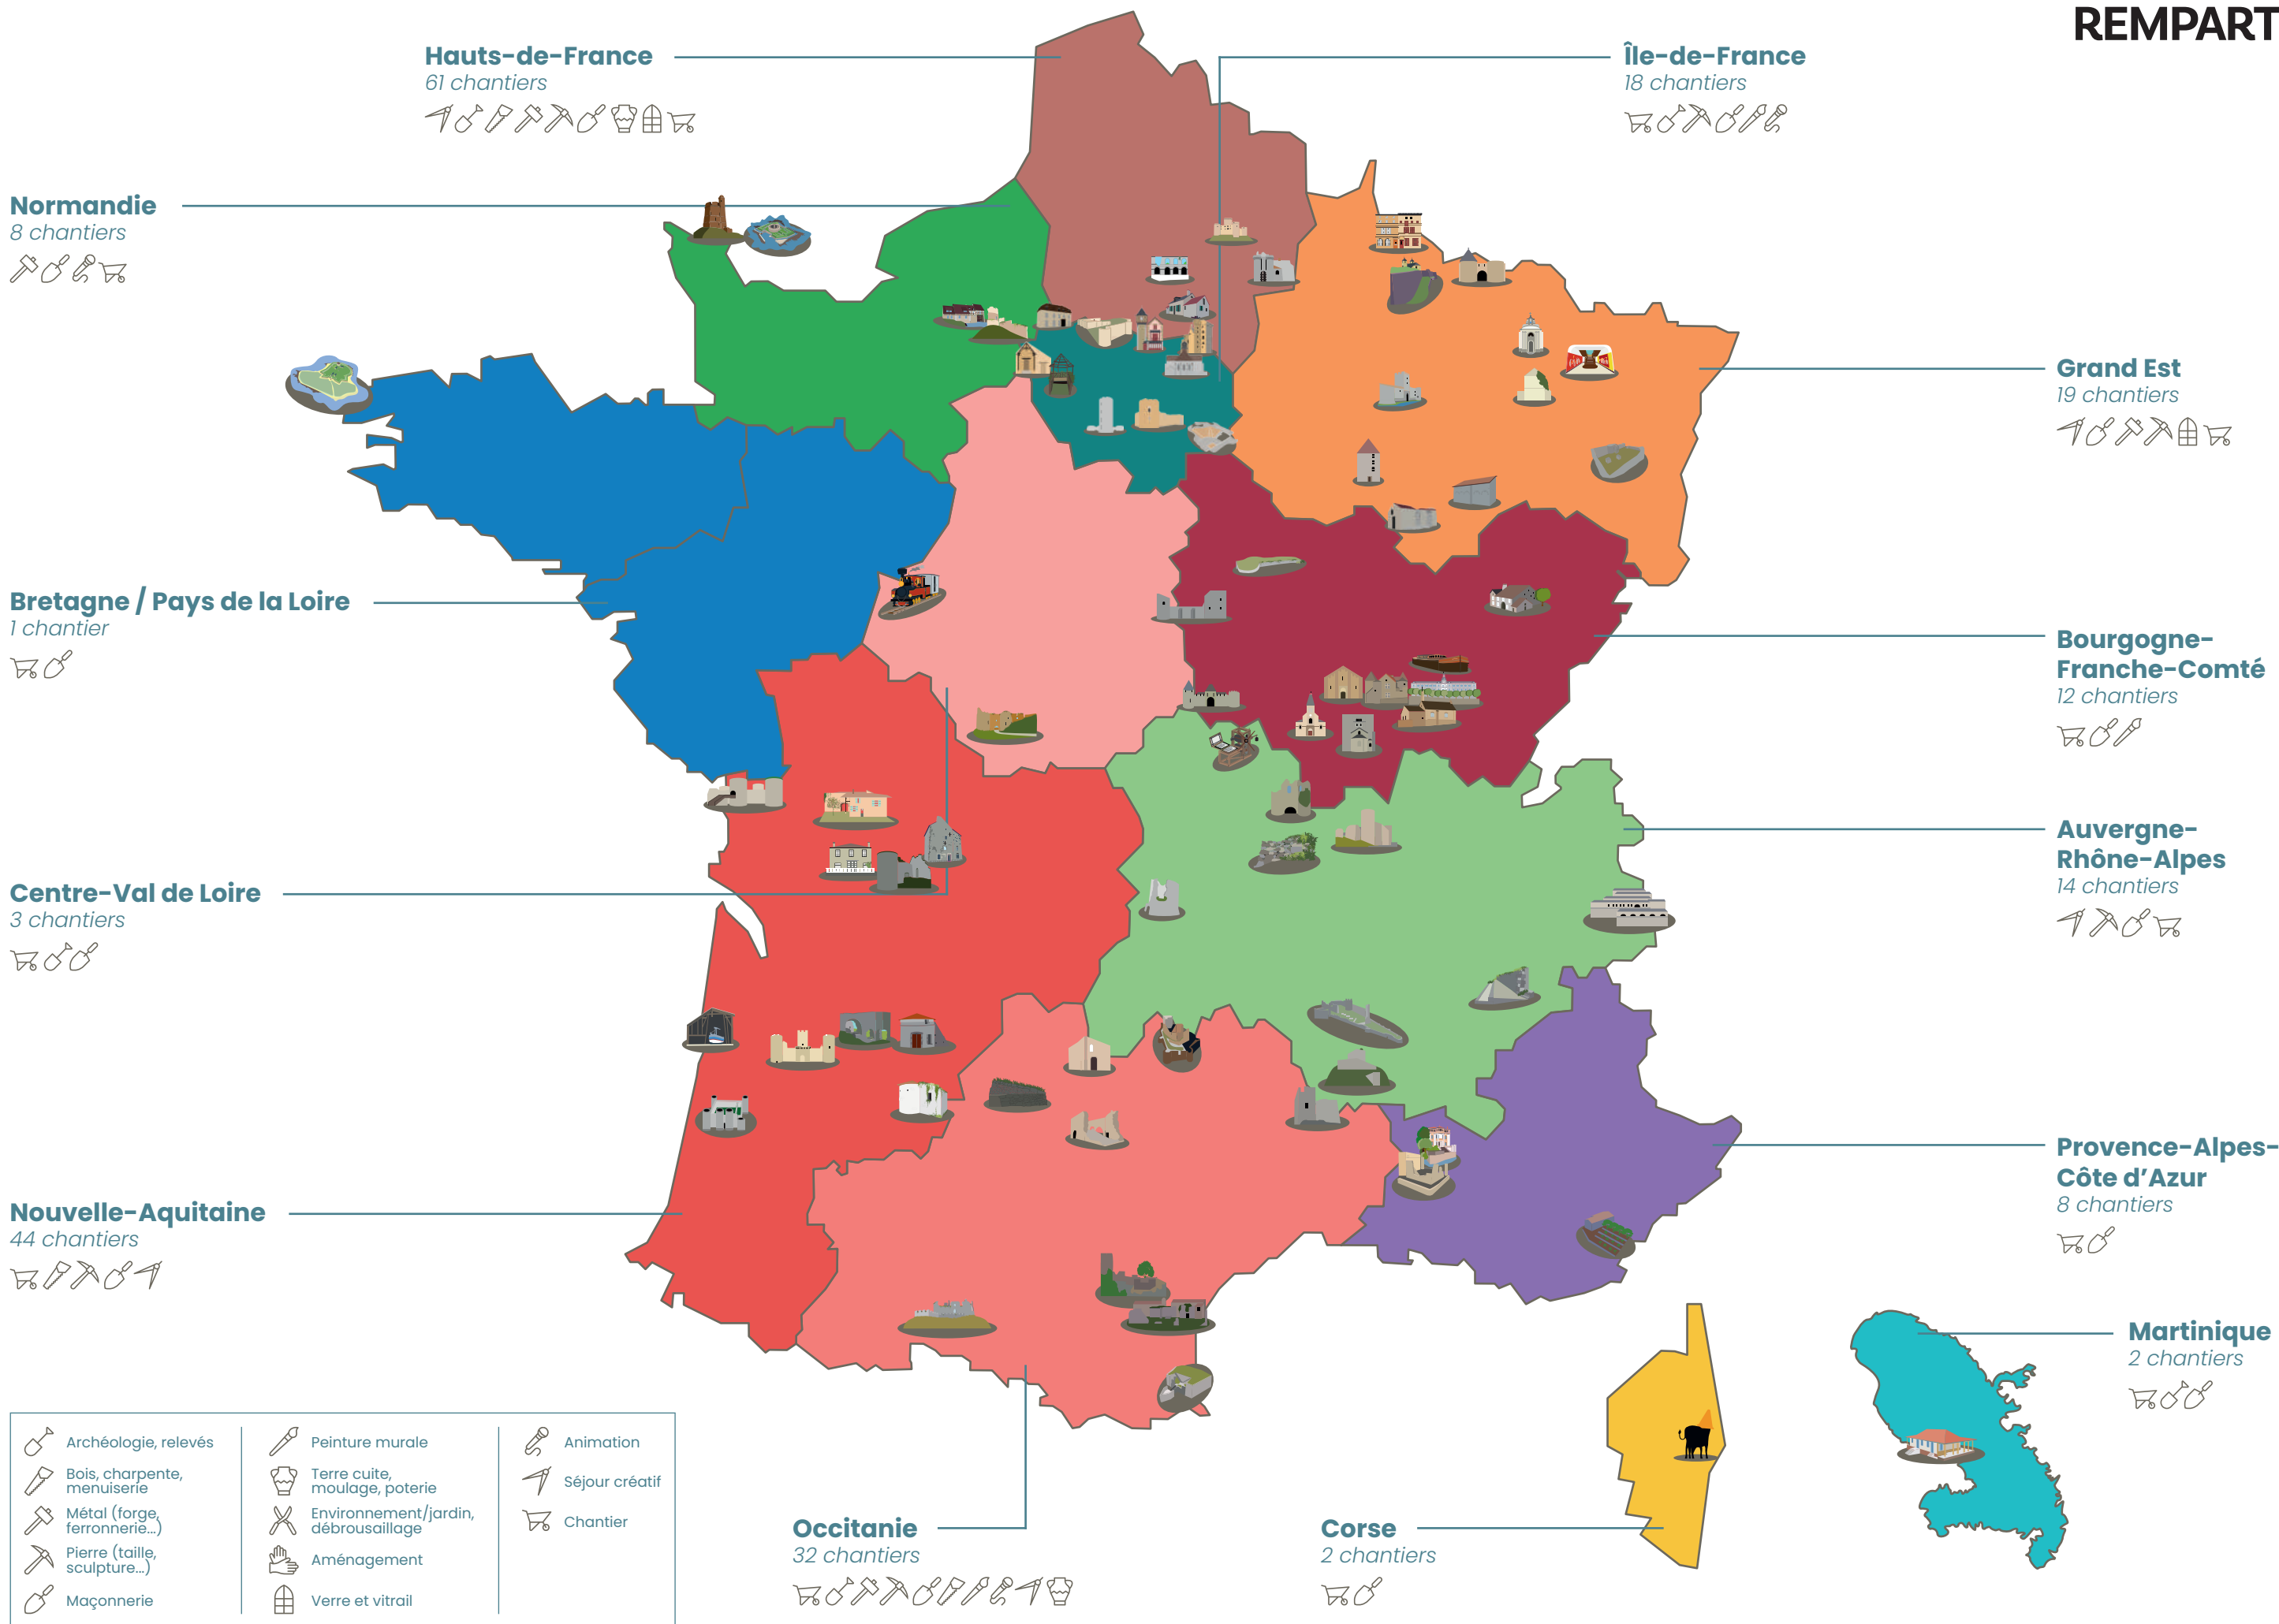 REMPART
Hauts-de-France
61 chantiers
Île-de-France
18 chantiers
Normandie
8 chantiers
Grand Est
19 chantiers
Bretagne / Pays de la Loire
1 chantier
Bourgogne-
Franche-Comté
12 chantiers
Auvergne-
Rhône-Alpes
14 chantiers
Centre-Val de Loire
3 chantiers
Provence-Alpes-
Côte d’Azur
8 chantiers
Nouvelle-Aquitaine
44 chantiers
Martinique
2 chantiers
Occitanie
32 chantiers
Corse
2 chantiers
Archéologie, relevés
Bois, charpente,
menuiserie
Métal (forge,
ferronnerie...)
Pierre (taille,
sculpture...)
Maçonnerie
Peinture murale
Terre cuite,
moulage, poterie
Environnement/jardin,
débrousaillage
Aménagement
Verre et vitrail
Animation
Séjour créatif
Chantier